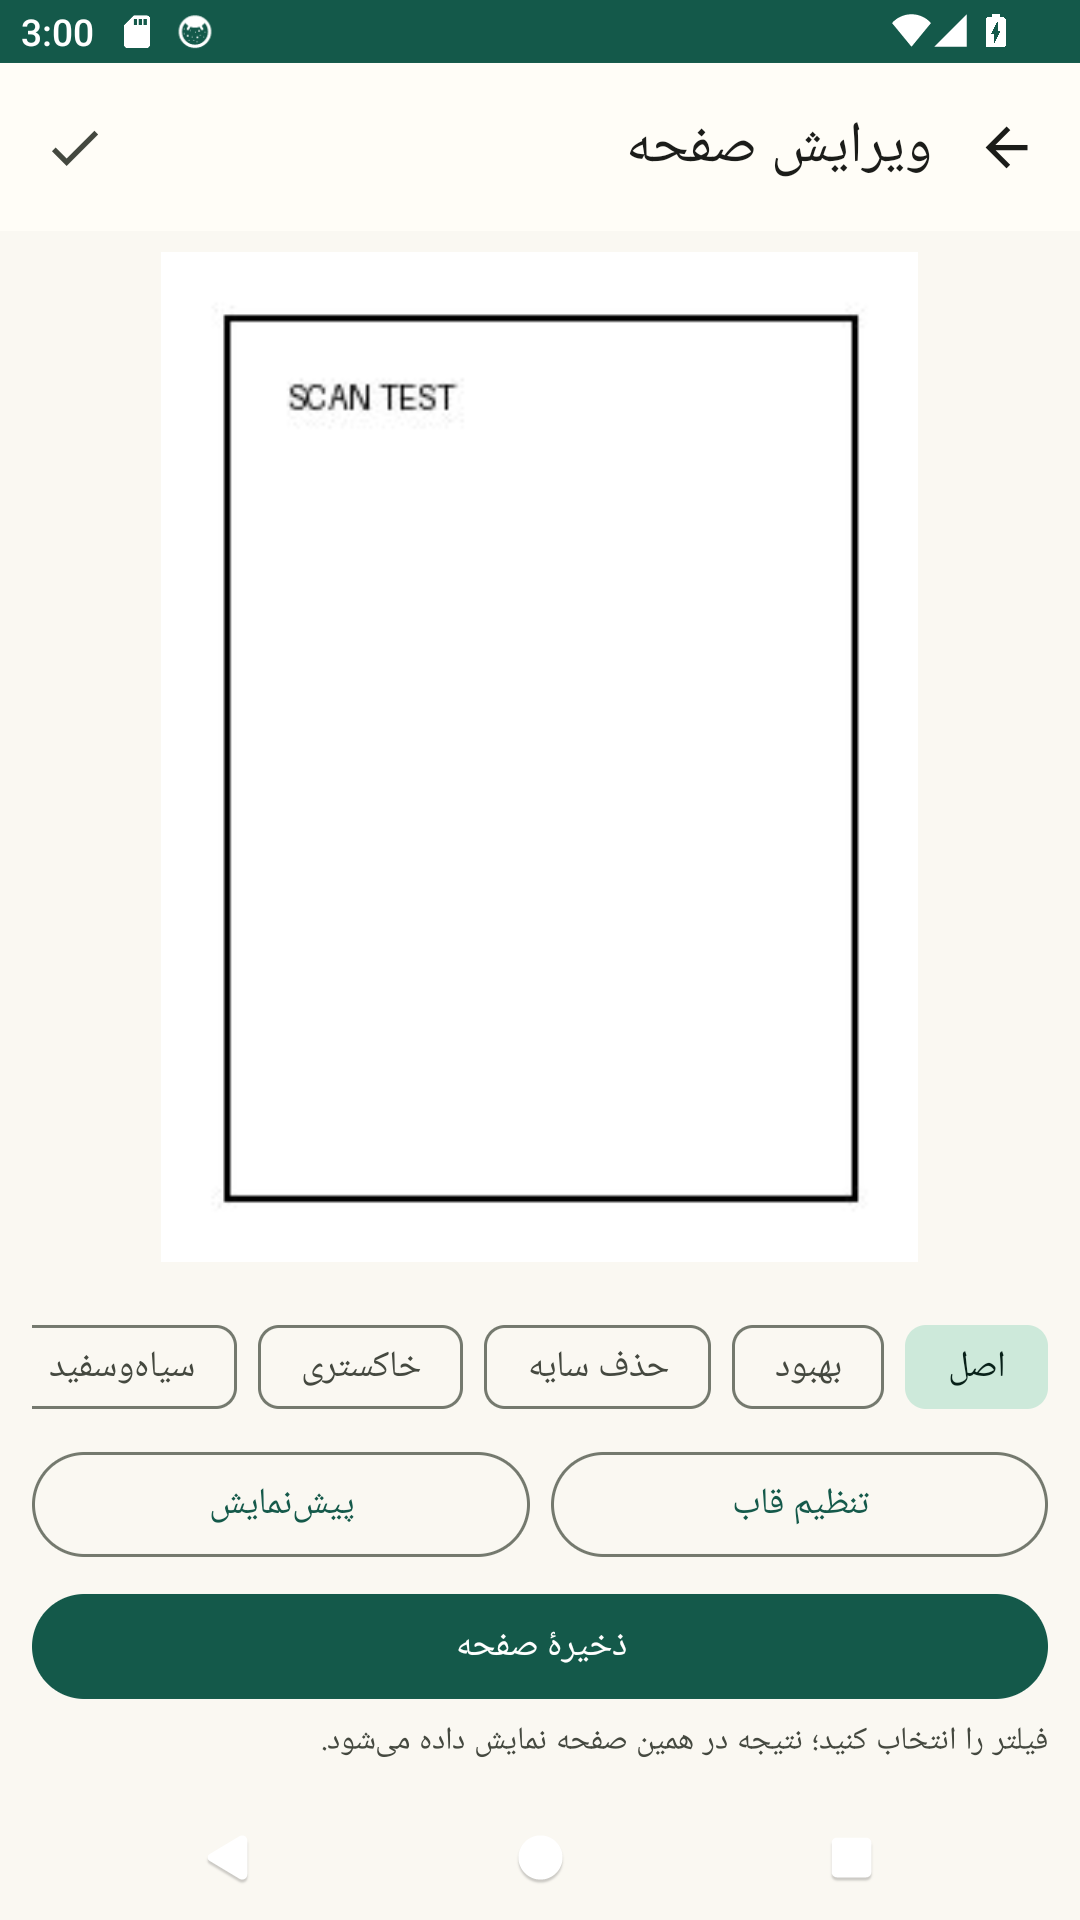 3:00
ویرایش صفحه
SCAN TEST
اصل
بهبود
حذف سایه
خاکستری
سیاه‌وسفید
تنظیم قاب
پیش‌نمایش
ذخیرهٔ صفحه
فیلتر را انتخاب کنید؛ نتیجه در همین صفحه نمایش داده می‌شود.